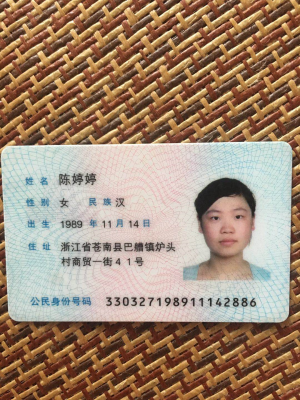 姓名 陈婷婷
性别 女 民族 汉
出生 1989 年 11 月 14 日
住址 浙江省苍南县巴艚镇炉头
村商贸一街41号
公民身份号码 330327198911142886